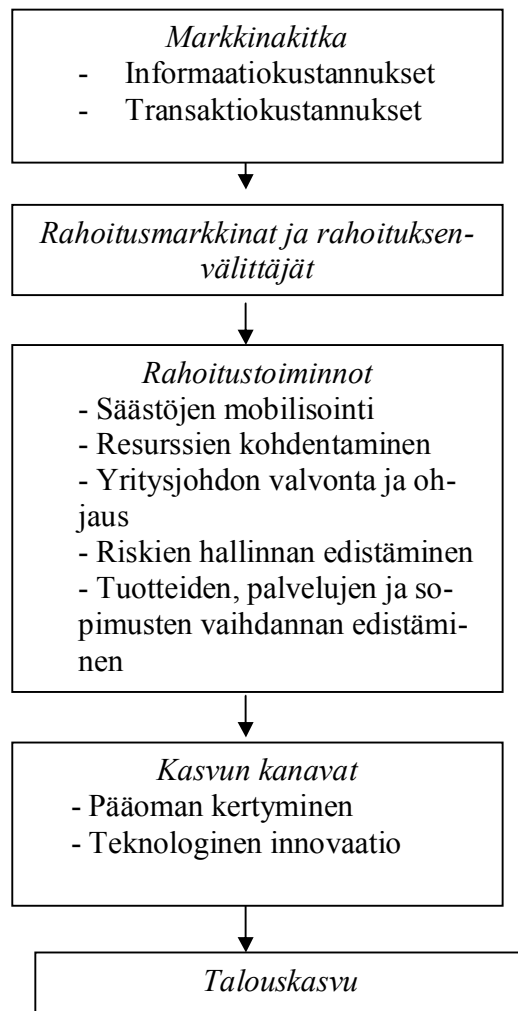 Markkinakitka
- Informaatiokustannukset
- Transaktiokustannukset
Rahoitusmarkkinat ja rahoituksen-
välittäjät
Rahoitustoiminnot
- Säästöjen mobilisointi
- Resurssien kohdentaminen
- Yritysjohdon valvonta ja oh-
jaus
- Riskien hallinnan edistäminen
- Tuotteiden, palvelujen ja so-
pimusten vaihdannan edistämi-
nen
Kasvun kanavat
- Pääoman kertyminen
- Teknologinen innovaatio
Talouskasvu